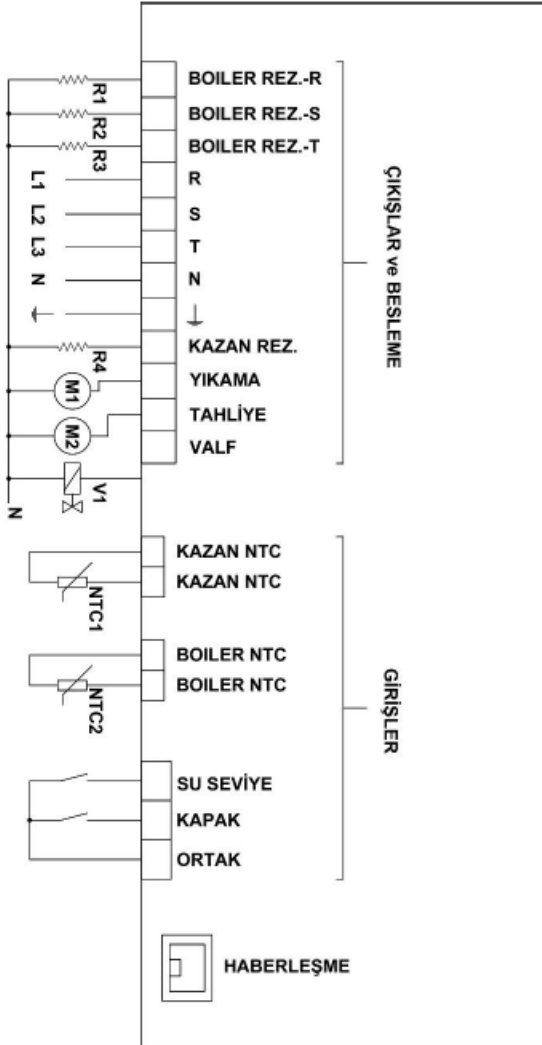 BOILER REZ.-R
R1
BOILER REZ.-S
R2
BOILER REZ.-T
R3
L1
R
L2
S
L3
T
N
N
KAZAN REZ.
R4
M1
YIKAMA
M2
TAHLİYE
VALF
V1
N
ÇIKIŞLAR ve BESLEME
KAZAN NTC
KAZAN NTC
NTC1
BOILER NTC
BOILER NTC
NTC2
SU SEVİYE
KAPAK
ORTAK
GİRİŞLER
HABERLEŞME